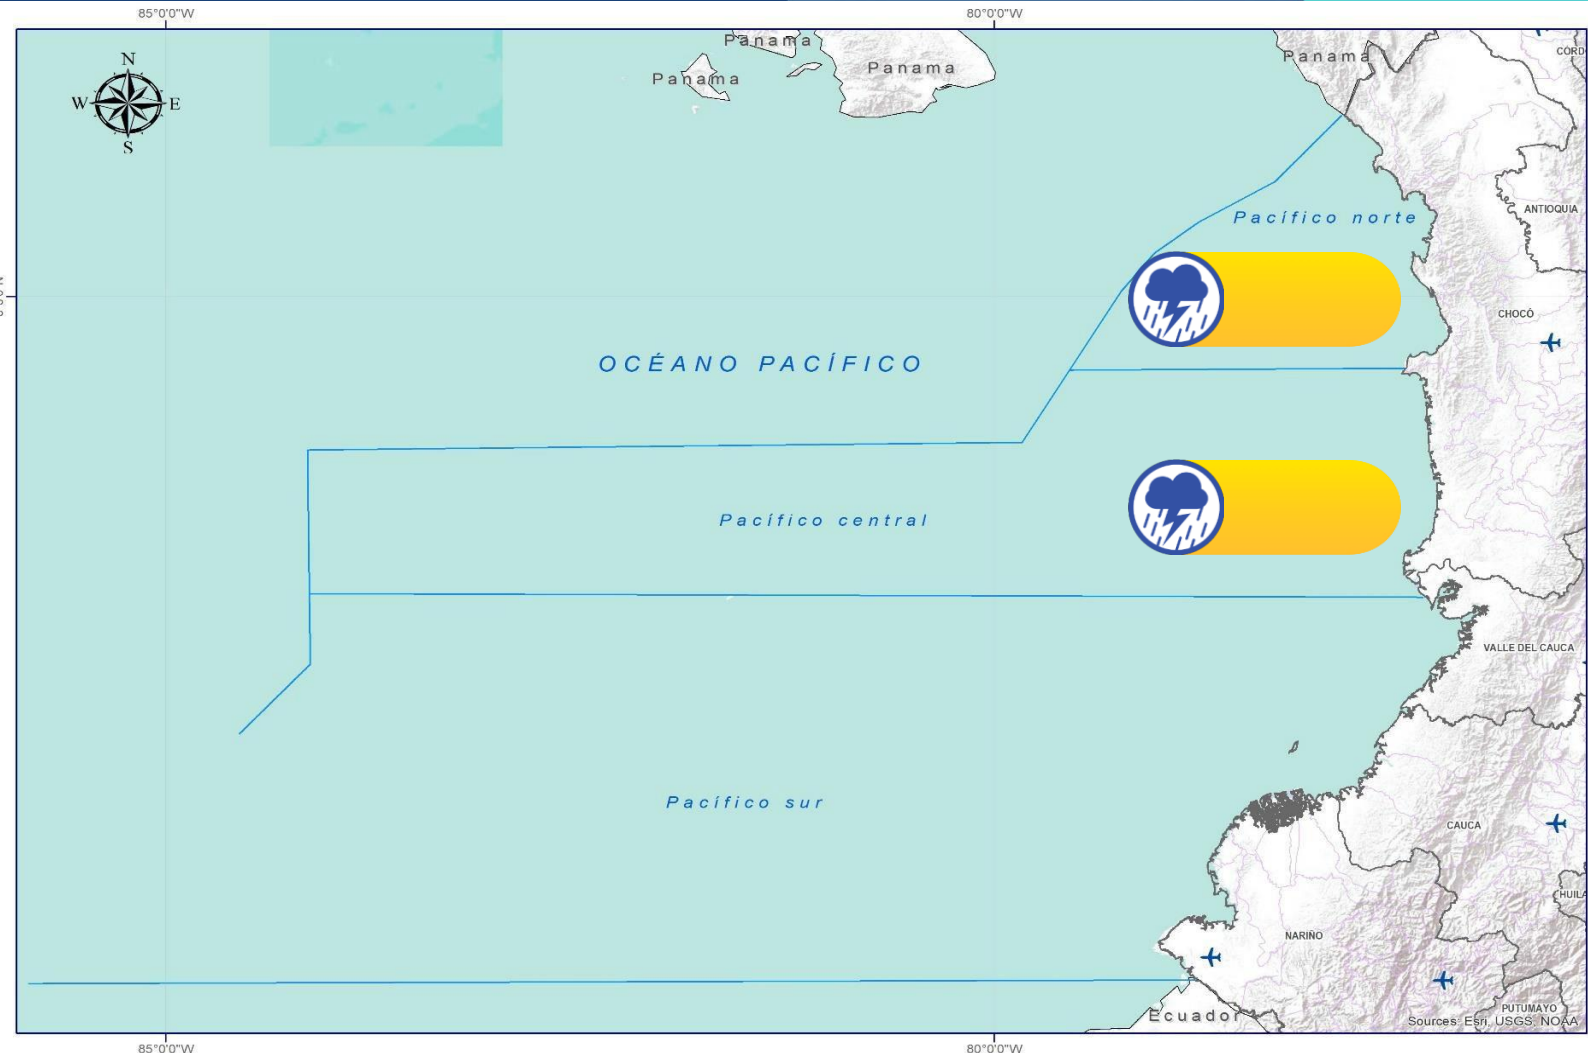 85°0'0"W
80°0'0"W
Panama
Panama
Panama
Panama
N
W
E
S
ANTIOQUIA
Pacífico norte
CHOCÓ
OCÉANO PACÍFICO
Pacífico central
VALLE DEL CAUCA
Pacífico sur
CAUCA
HUILA
NARIÑO
PUTUMAYO
Ecuador
Sources: Esri, USGS, NOAA
85°0'0"W
80°0'0"W